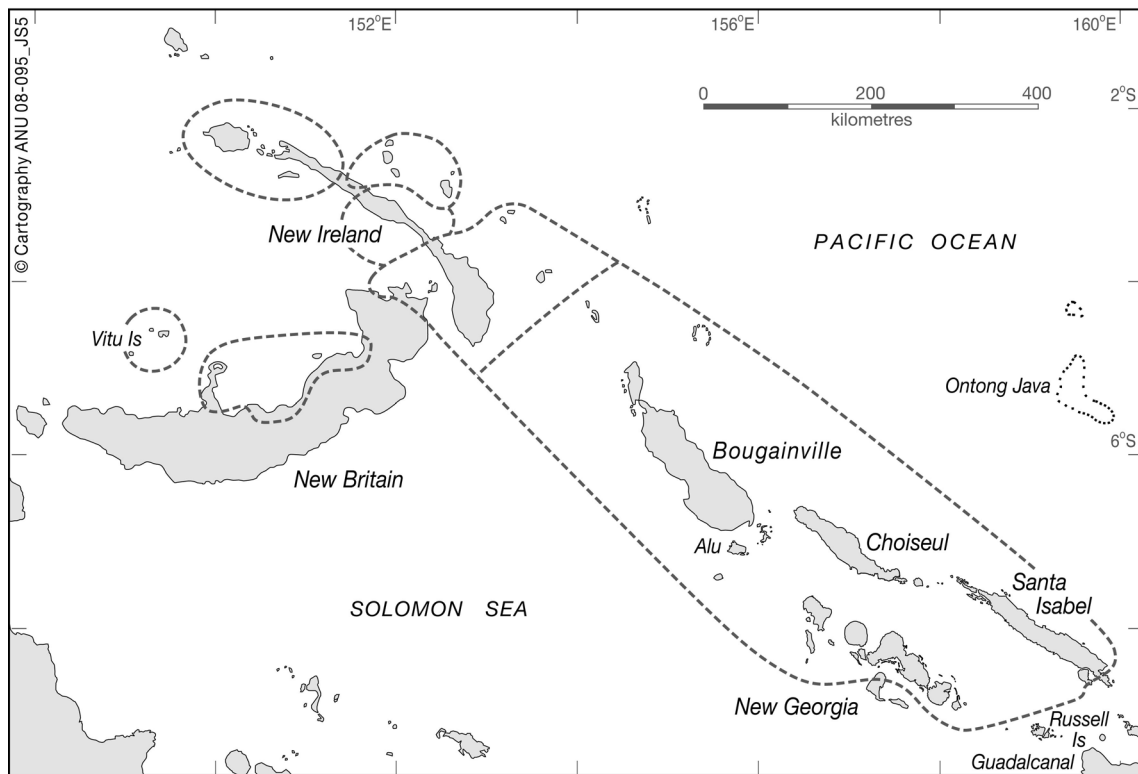 © Cartography ANU 08-095_JS5
152°E
156°E
160°E
0 200 400
kilometres
2°S
New Ireland
PACIFIC OCEAN
Vitu Is
Ontong Java
6°S
Bougainville
New Britain
Alu
Choiseul
Santa
Isabel
SOLOMON SEA
New Georgia
Russell
Is
Guadalcanal